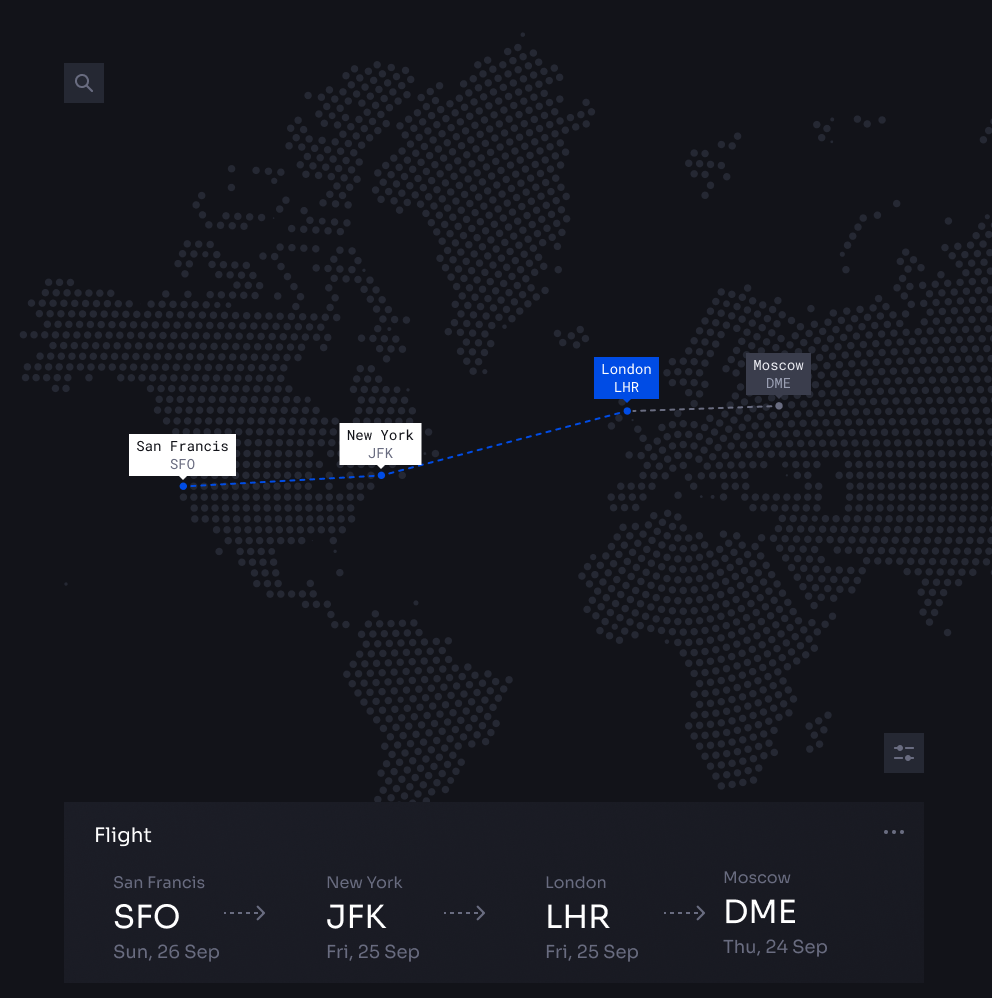 London
LHR
Moscow
DME
New York
JFK
San Francis
SFO
Flight
San Francis
SFO
Sun, 26 Sep
New York
JFK
Fri, 25 Sep
London
LHR
Fri, 25 Sep
Moscow
DME
Thu, 24 Sep